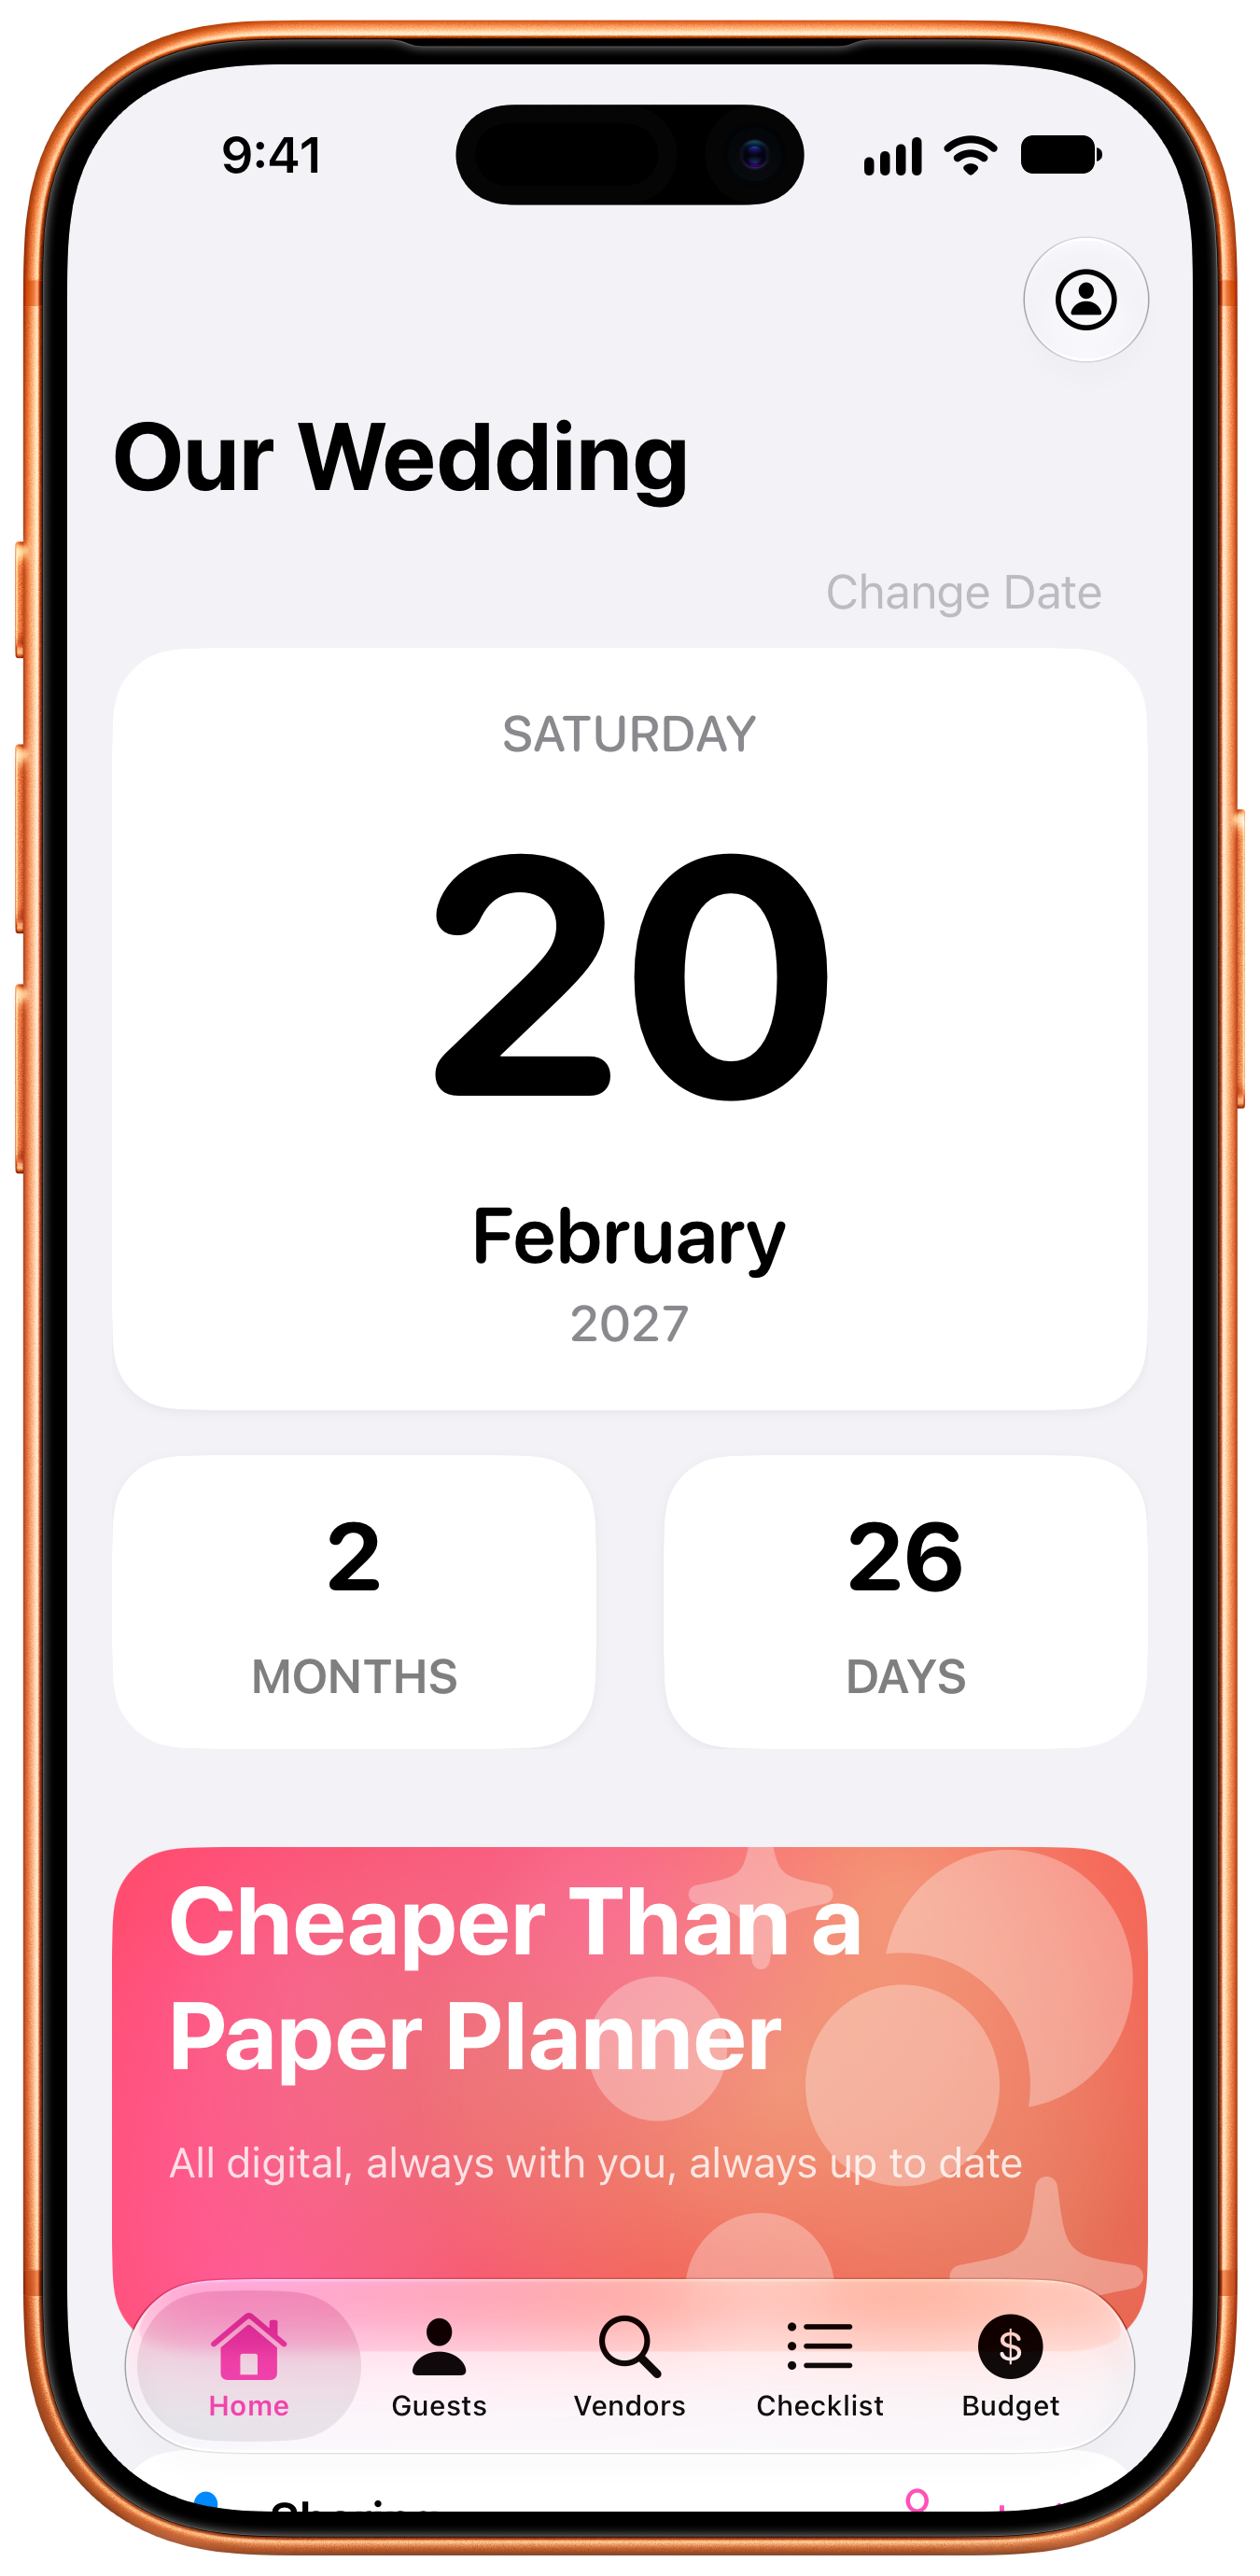 9:41
Our Wedding
Change Date
SATURDAY
20
February
2027
2
MONTHS
26
DAYS
Cheaper Than a
Paper Planner
All digital, always with you, always up to date
$
Home
Guests
Vendors
Checklist
Budget